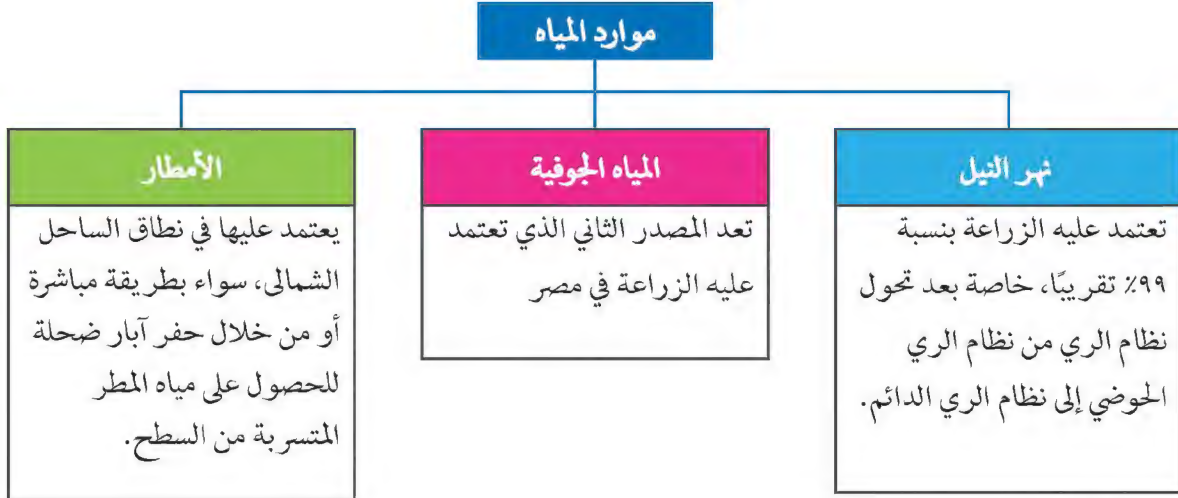 موارد المياه
نهر النيل
تعتمد عليه الزراعة بنسبة
٩٩٪ تقريبًا، خاصة بعد تحول
نظام الري من نظام الري
الحوضي إلى نظام الري الدائم.
المياه الجوفية
تعد المصدر الثاني الذي تعتمد
عليه الزراعة في مصر
الأمطار
يعتمد عليها في نطاق الساحل
الشمالى، سواء بطريقة مباشرة
أو من خلال حفر آبار ضحلة
للحصول على مياه المطر
المتسربة من السطح.